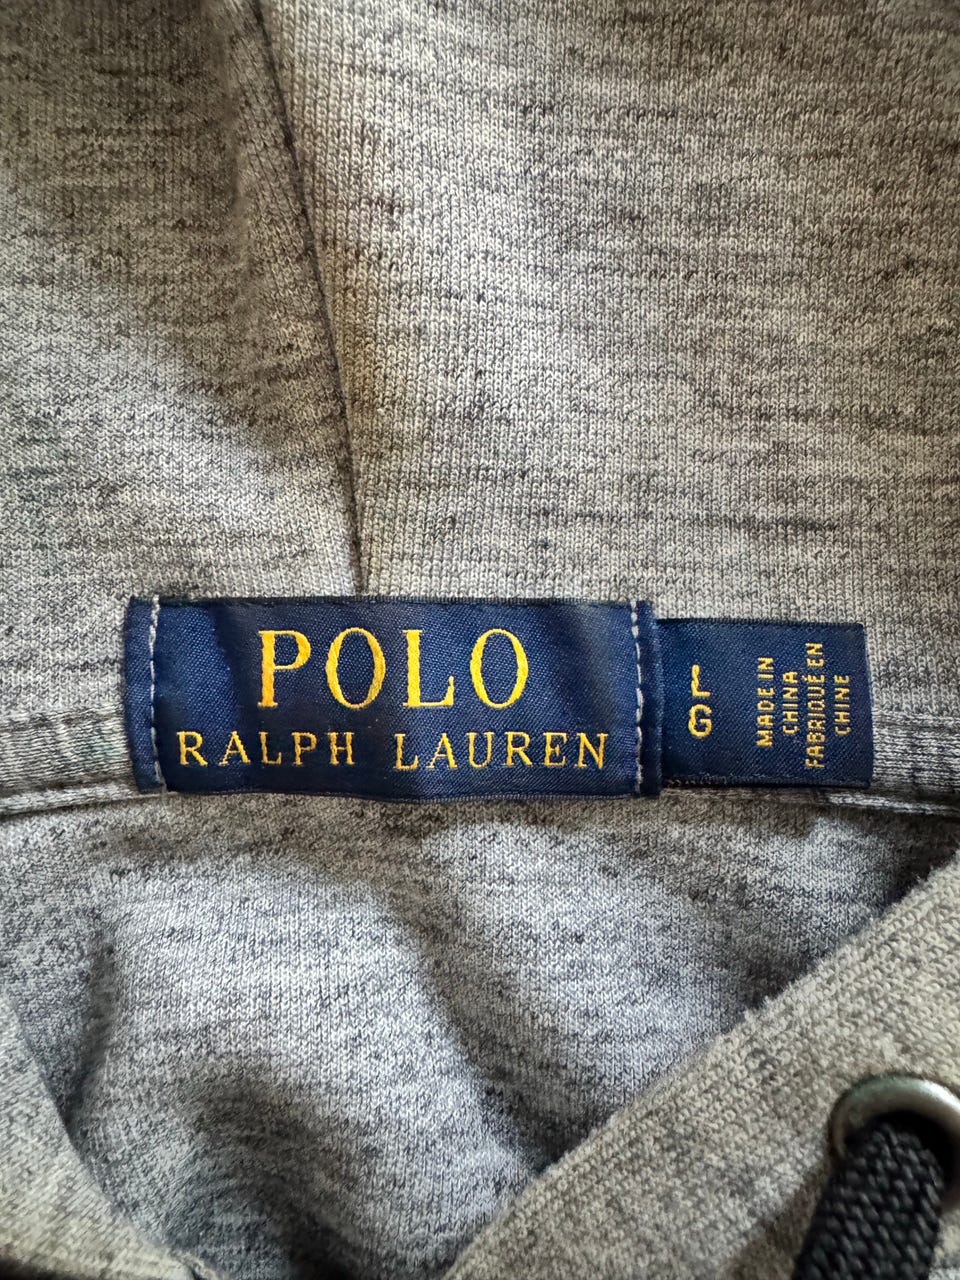 POLO
RALPH LAUREN
L
G
MADE IN
CHINA
FABRIQUÉ EN
CHINE